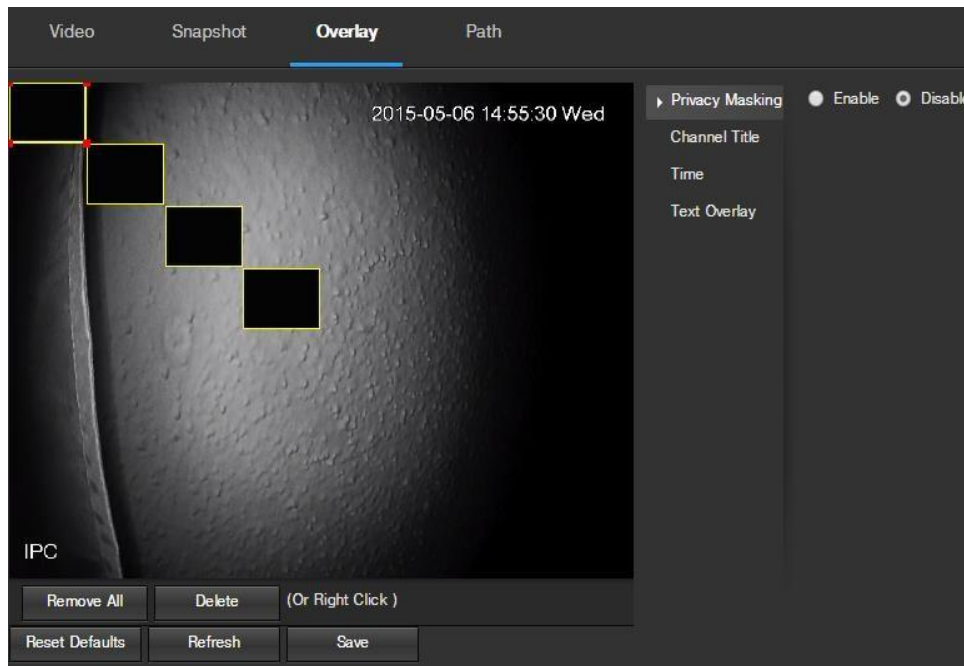 Video Snapshot Overlay Path
2015-05-06 14:55:30 Wed
Privacy Masking
Enable Disable
Channel Title
Time
Text Overlay
IPC
Remove All Delete (Or Right Click )
Reset Defaults Refresh Save